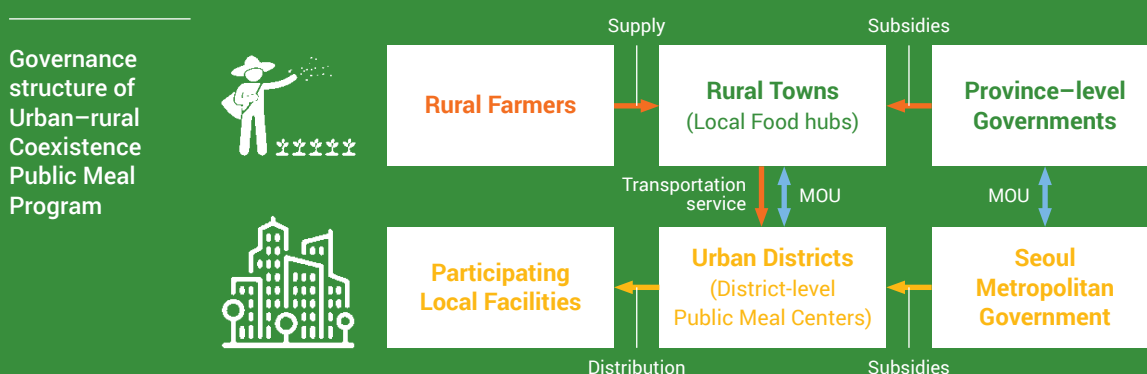 Governance
structure of
Urban–rural
Coexistence
Public Meal
Program
Supply
Subsidies
Rural Farmers
Rural Towns
(Local Food hubs)
Province–level
Governments
Transportation
service
MOU
MOU
Participating
Local Facilities
Urban Districts
(District-level
Public Meal Centers)
Seoul
Metropolitan
Government
Distribution
Subsidies